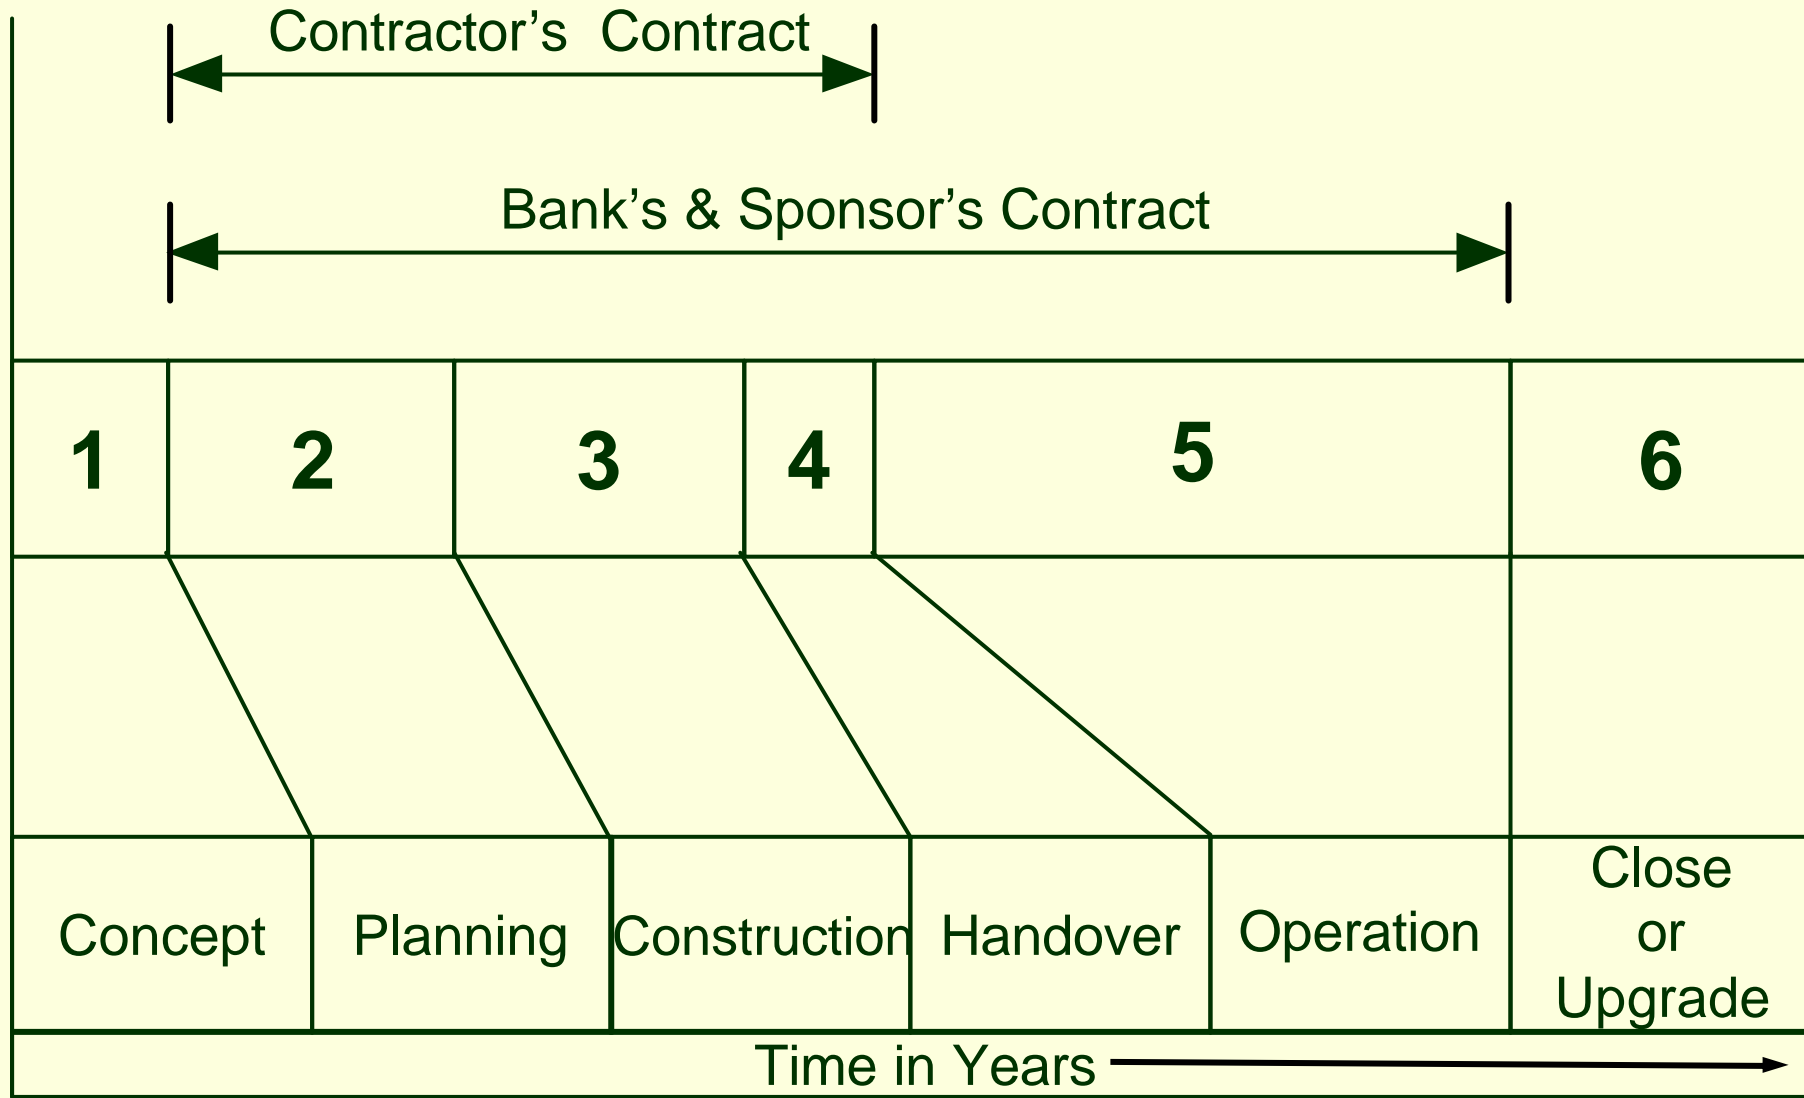 Contractor’s Contract
Bank’s & Sponsor’s Contract
1 2 3 4 5 6
Concept Planning Construction Handover Operation Close
or
Upgrade
Time in Years